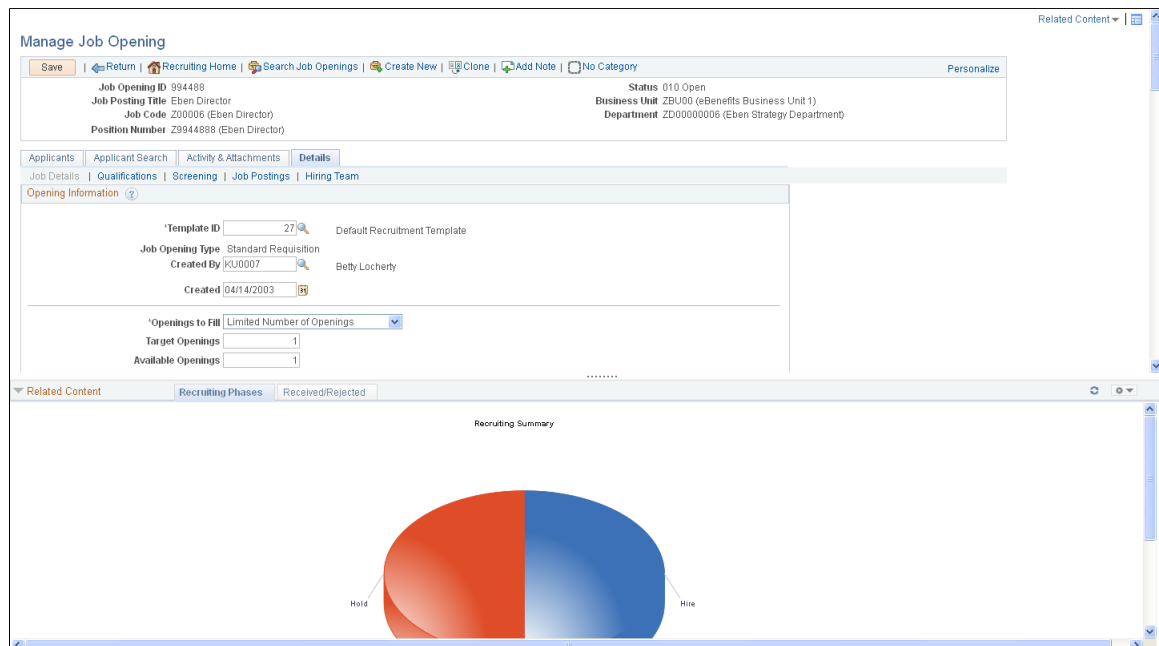 Related Content
Manage Job Opening
Save | Return | Recruiting Home | Search Job Openings | Create New | Clone | Add Note | No Category Personalize
Job Opening ID 994488 Status 010 Open
Job Posting Title Eben Director Business Unit ZBU00 (eBenefits Business Unit 1)
Job Code Z00006 (Eben Director) Department ZD00000006 (Eben Strategy Department)
Position Number Z9944888 (Eben Director)
Applicants Applicant Search Activity & Attachments Details
Job Details | Qualifications | Screening | Job Postings | Hiring Team
Opening Information ?
*Template ID 27 Default Recruitment Template
Job Opening Type Standard Requisition
Created By KU0007 Betty Locherty
Created 04/14/2003 31
*Openings to Fill Limited Number of Openings
Target Openings 1
Available Openings 1
Related Content Recruiting Phases Received/Rejected
Recruiting Summary
Hold Hire